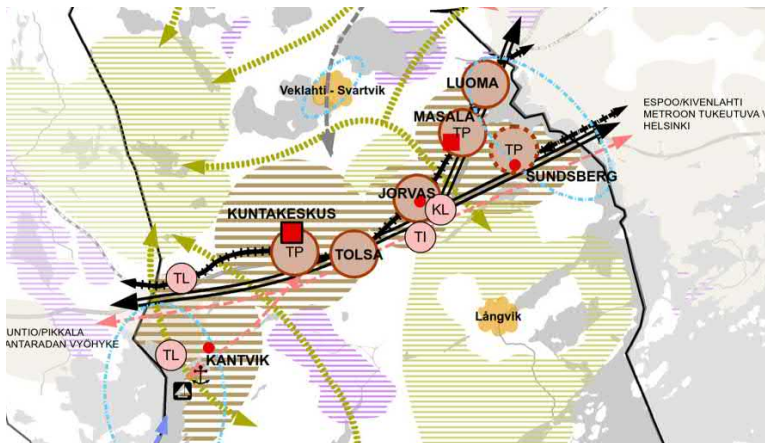 LUOMA
Veklahti - Svartvik
ESPOO/KIVENLAHTI
METROON TUKEUTUVA V
HELSINKI
MASALA
TP
TP
SUNDSBERG
JORVAS
KL
KUNTAKESKUS
TI
TP
TOLSA
TL
Långvik
UNTIO/PIKKALA
ANTARADAN VYÖHYKE
TL
KANTVIK